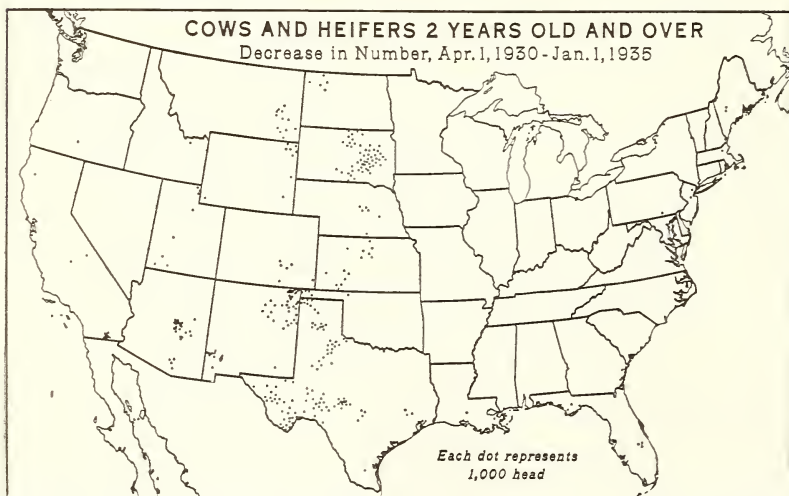 COWS AND HEIFERS 2 YEARS OLD AND OVER
Decrease in Number, Apr. 1, 1930 - Jan. 1, 1935
Each dot represents
1,000 head